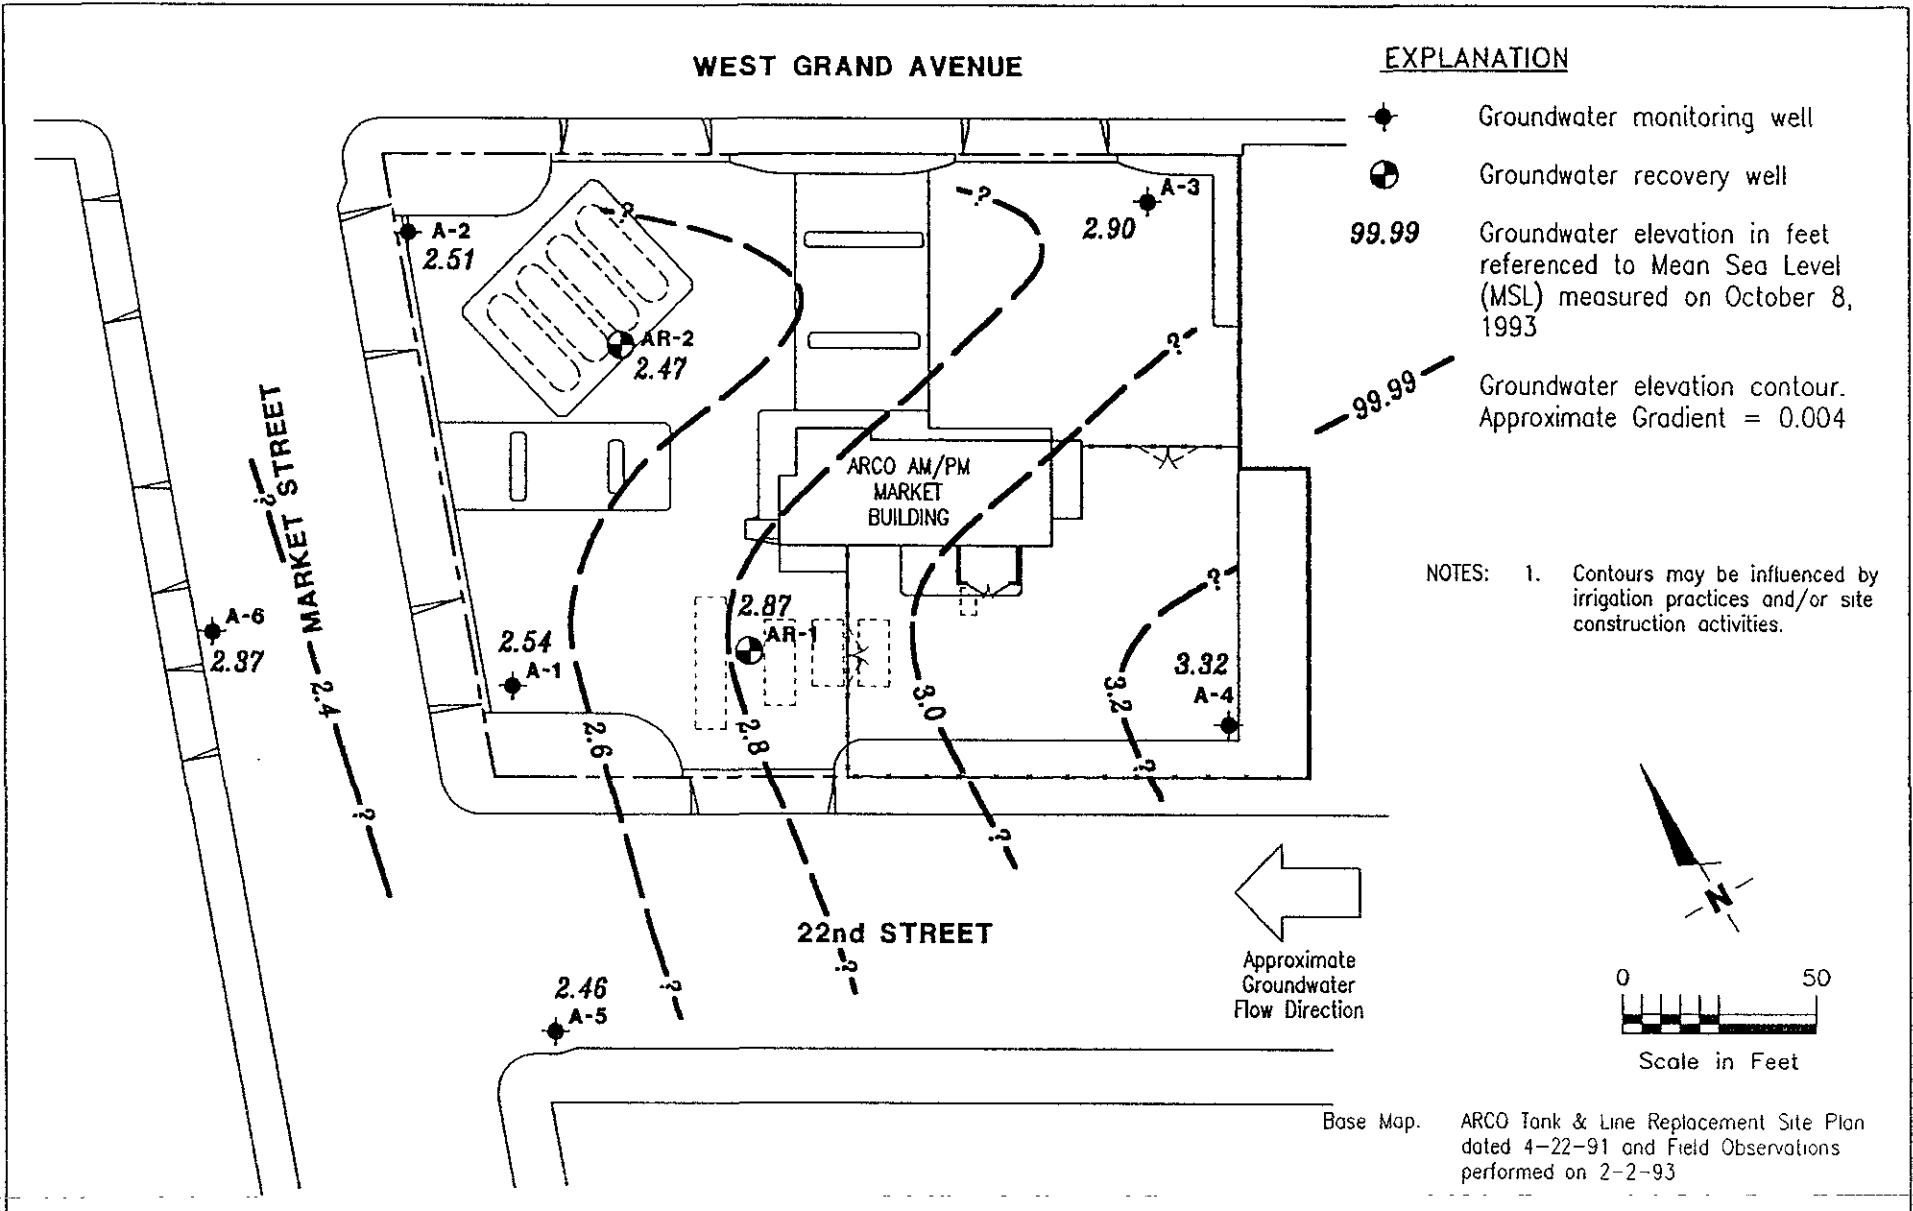 WEST GRAND AVENUE
EXPLANATION
Groundwater monitoring well
Groundwater recovery well
99.99
Groundwater elevation in feet
referenced to Mean Sea Level
(MSL) measured on October 8,
1993
99.99
Groundwater elevation contour.
Approximate Gradient = 0.004
NOTES: 1. Contours may be influenced by
irrigation practices and/or site
construction activities.
A-2
2.51
AR-2
2.47
A-3
2.90
?
?
?
?
?
MARKET STREET
ARCO AM/PM
MARKET
BUILDING
A-6
2.37
2.54
A-1
2.87
AR-1
3.32
A-4
2.4
2.6
2.8
3.0
3.2
?
?
?
?
?
22nd STREET
2.46
A-5
Approximate
Groundwater
Flow Direction
N
0 50
Scale in Feet
Base Map. ARCO Tank & Line Replacement Site Plan
dated 4-22-91 and Field Observations
performed on 2-2-93